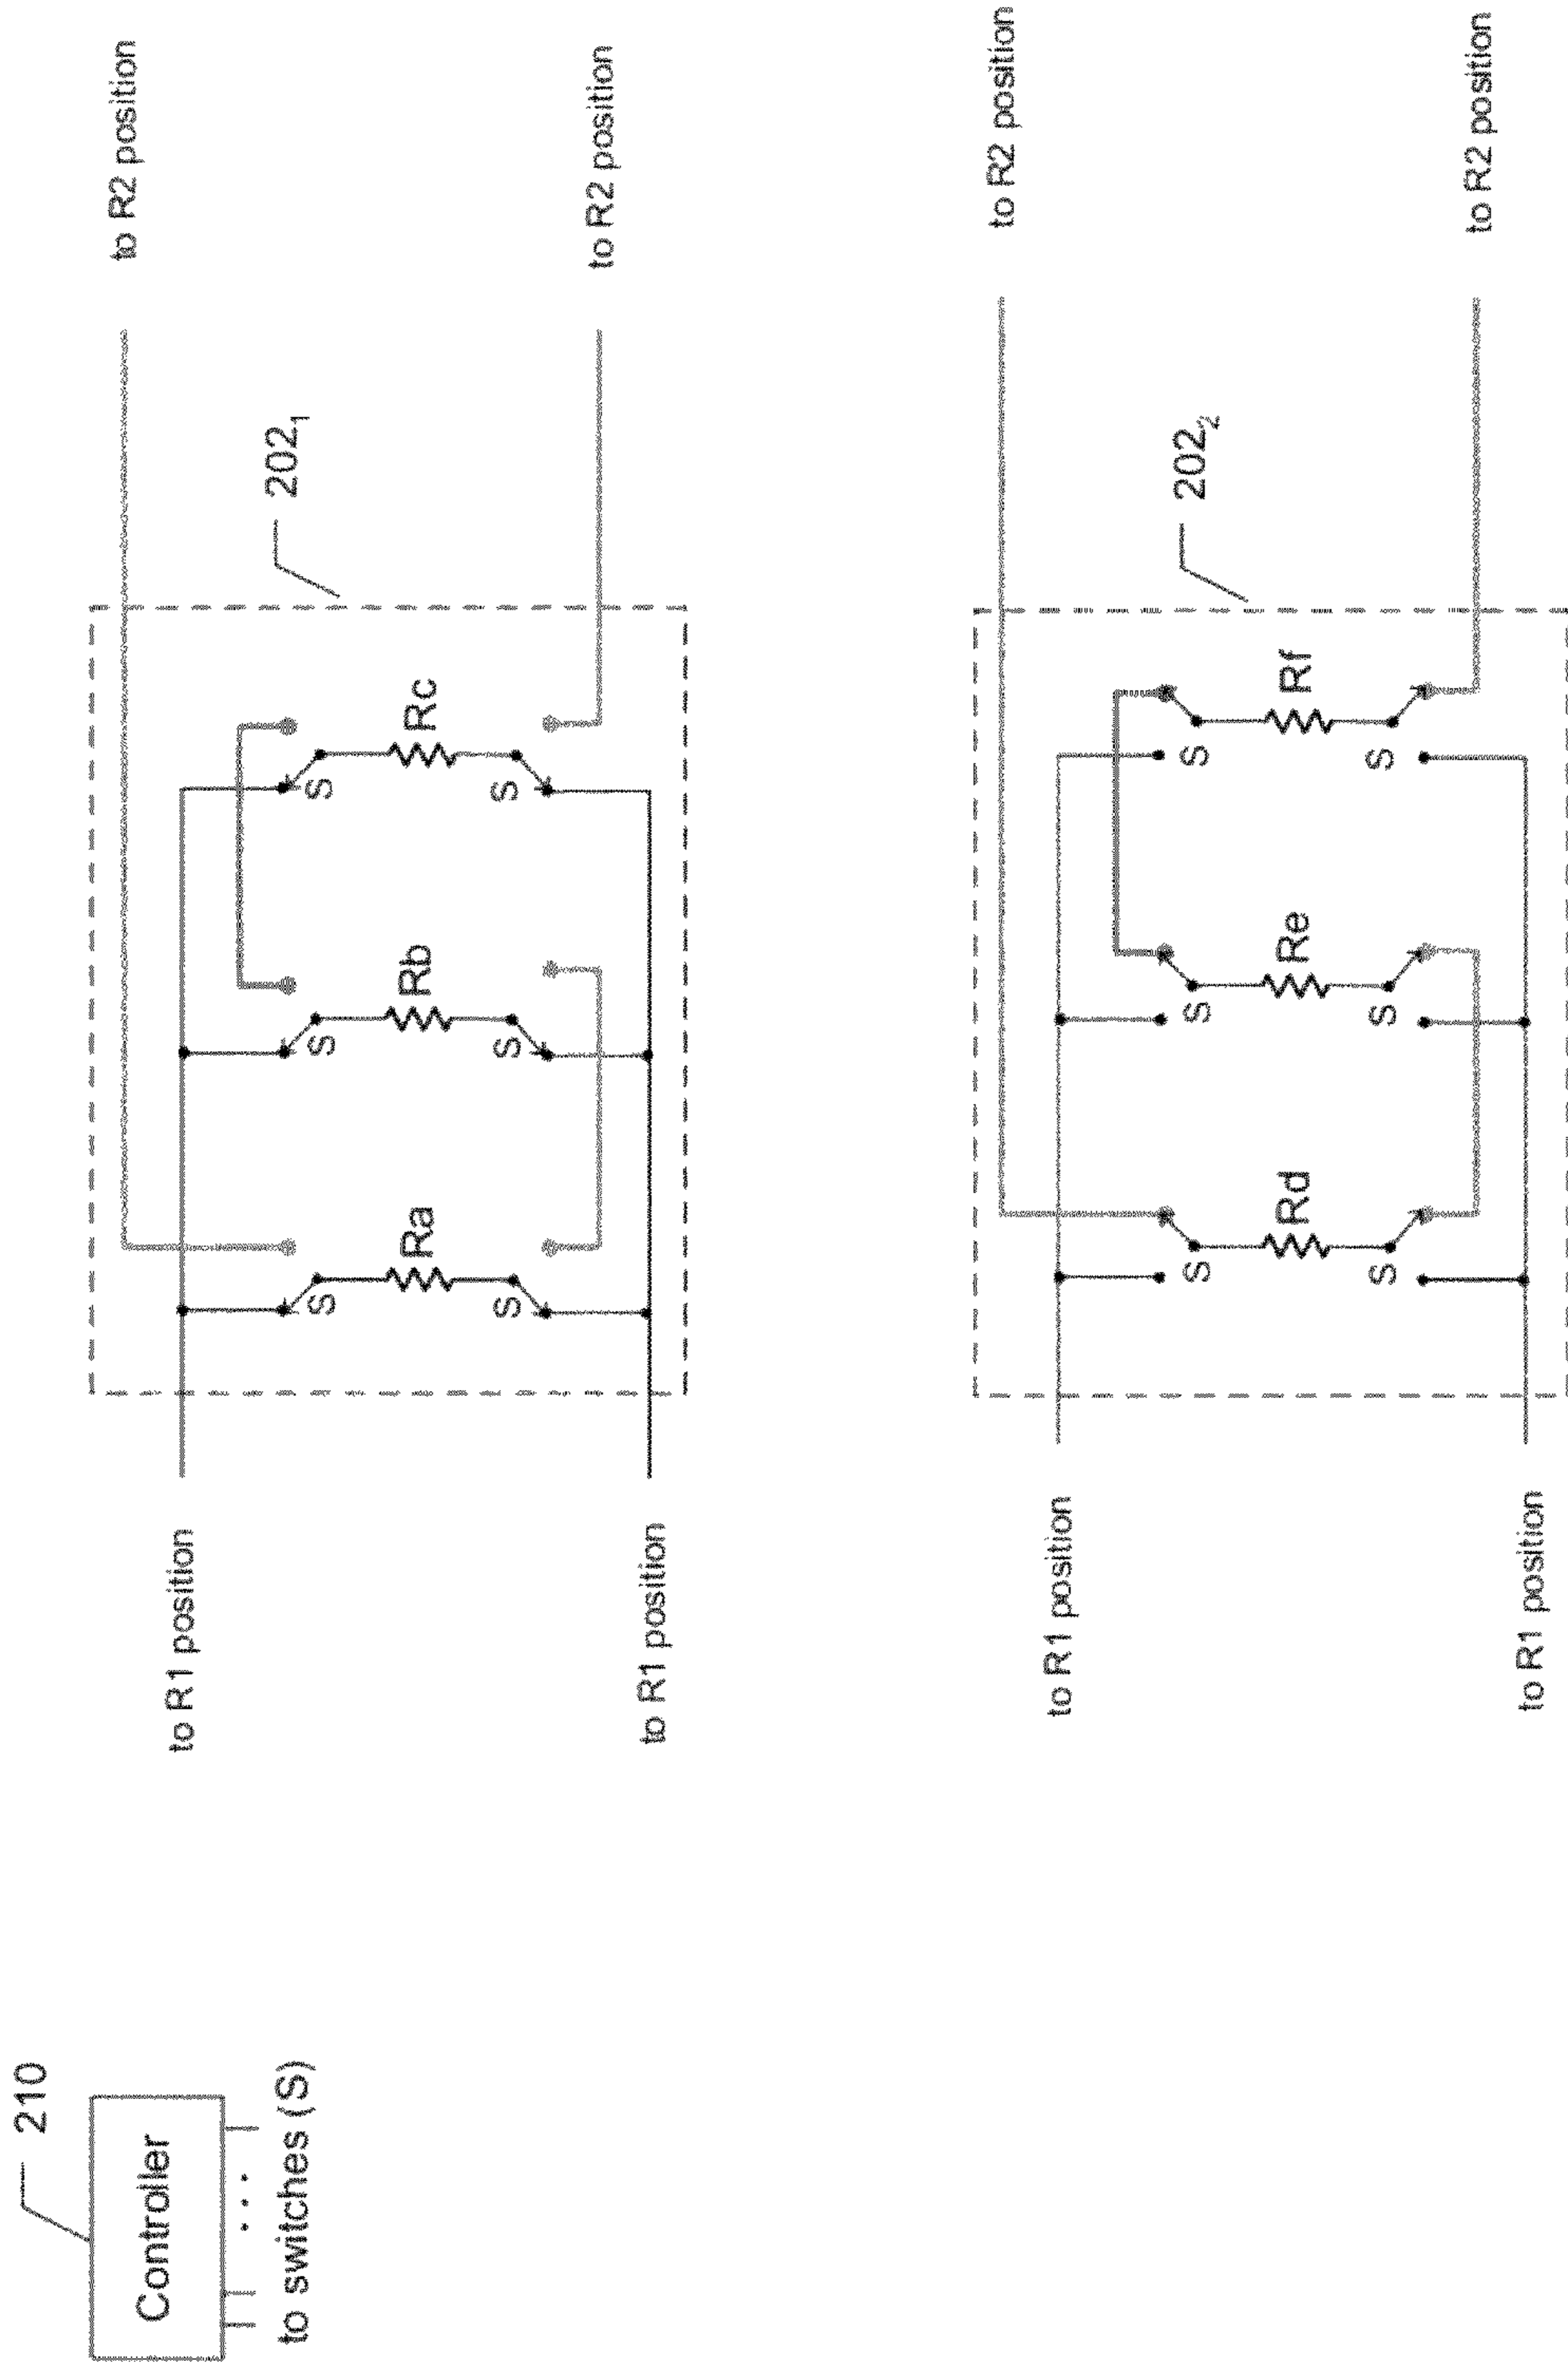 210
Controller
to switches (S)
to R1 position
to R1 position
202₁
Ra
Rb
Rc
S
S
S
S
S
S
to R2 position
to R2 position
to R1 position
to R1 position
202₂
Rd
Re
Rf
S
S
S
S
S
S
to R2 position
to R2 position